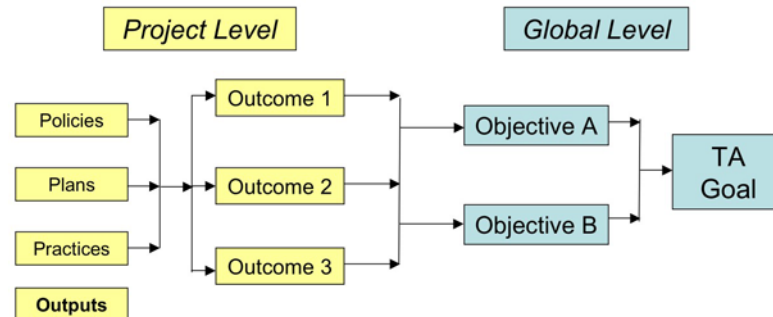 Project Level
Global Level
Policies
Plans
Practices
Outputs
Outcome 1
Outcome 2
Outcome 3
Objective A
Objective B
TA
Goal